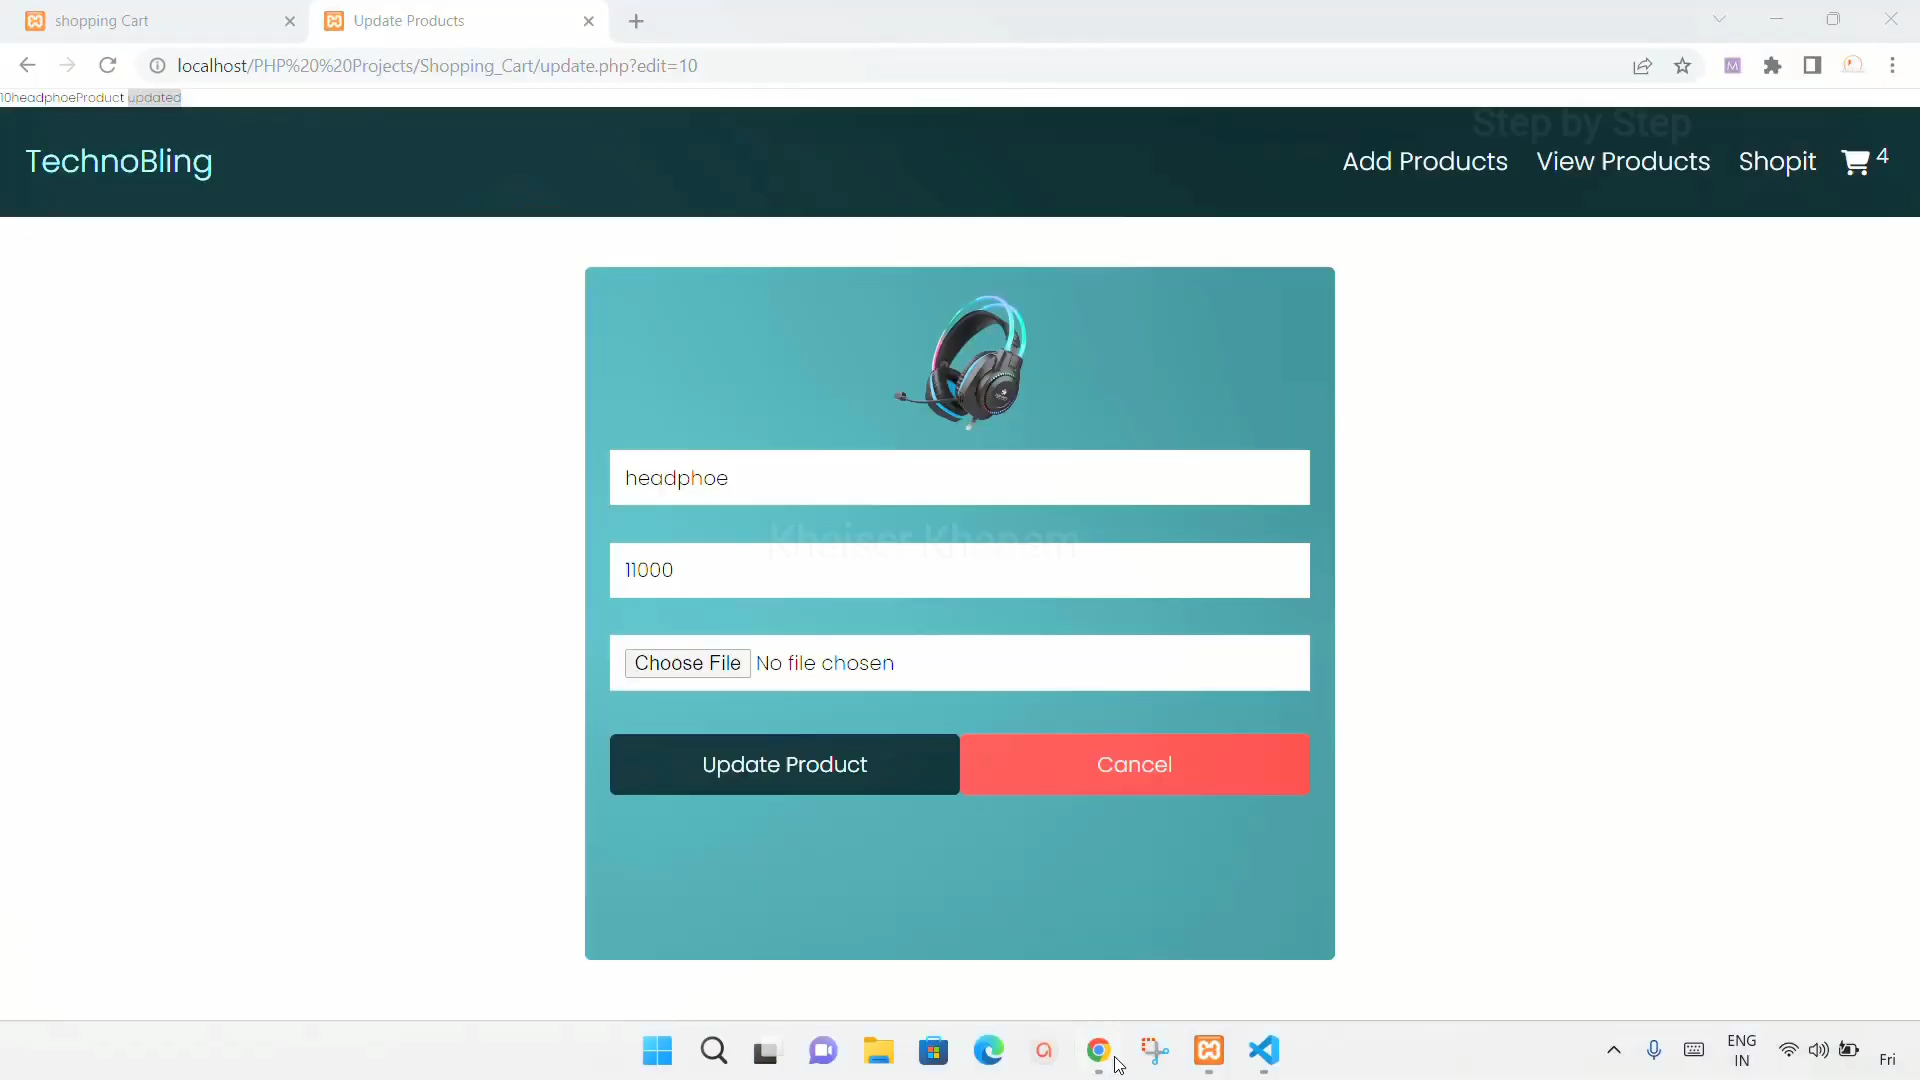 shopping Cart
Update Products
localhost/PHP%20%20Projects/Shopping_Cart/update.php?edit=10
10headphoeProduct updated
Step by Step
TechnoBling
Add Products
View Products
Shopit
4
headphoe
Khaiser Khanam
11000
Choose File No file chosen
Update Product
Cancel
ENG
IN
Fri